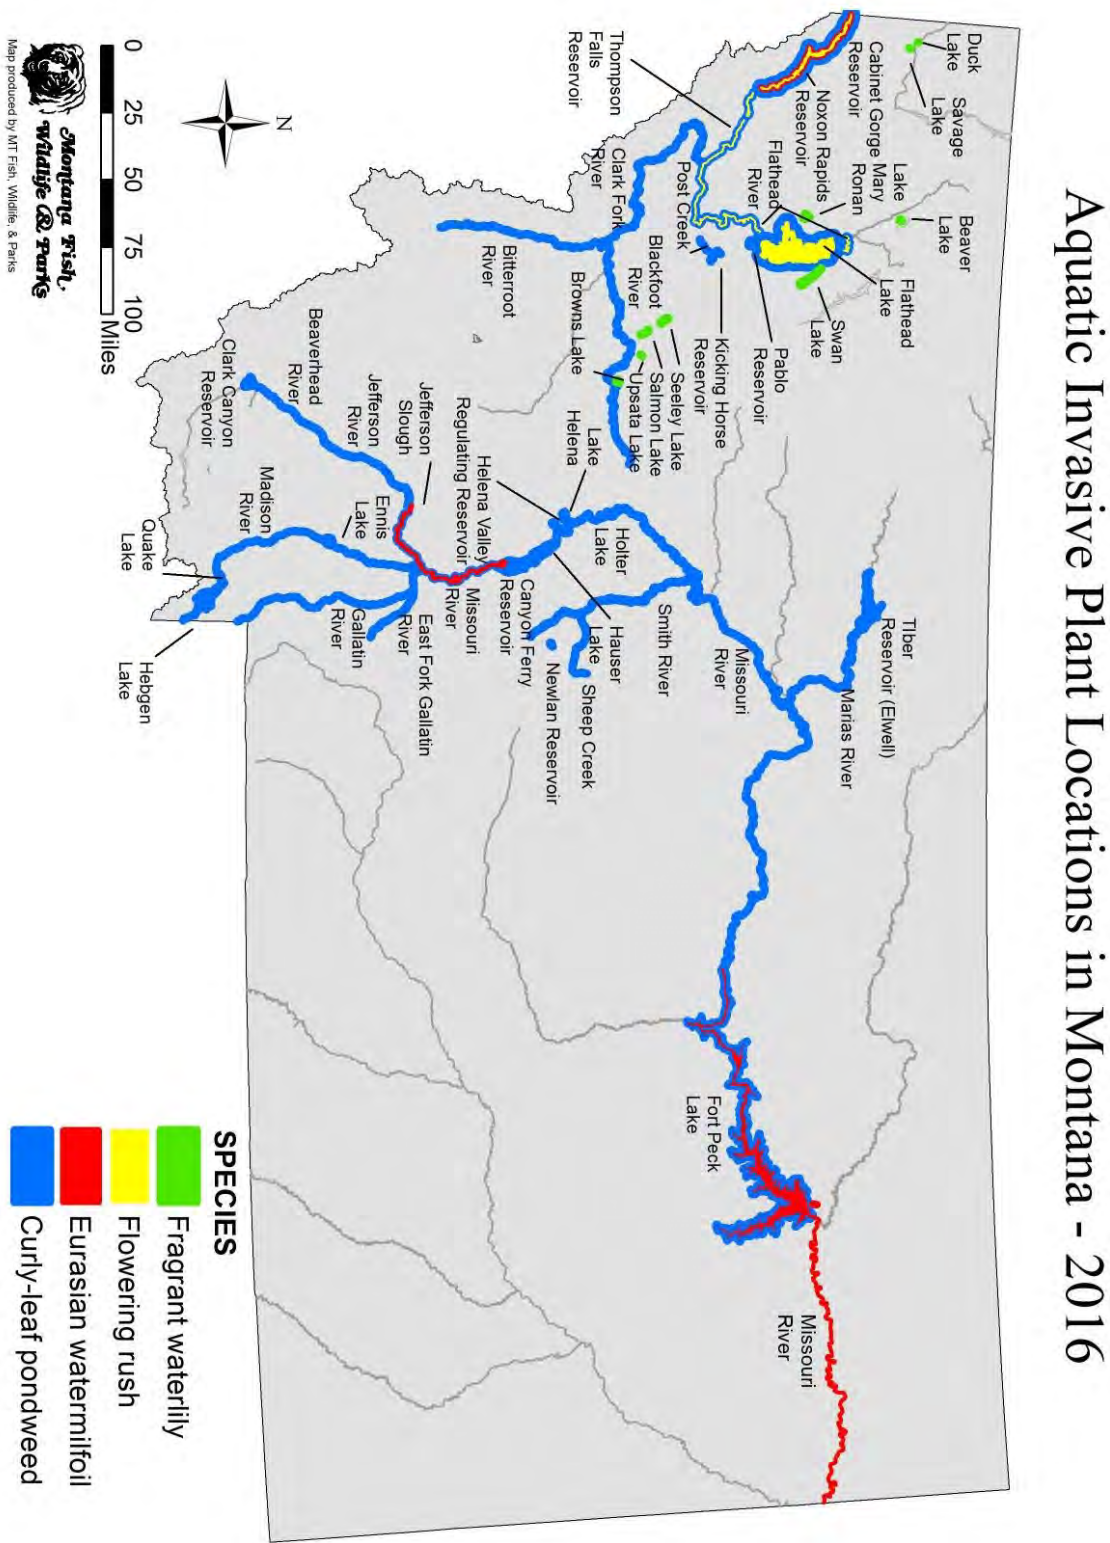 Aquatic Invasive Plant Locations in Montana - 2016
Duck
Lake
Savage
Lake
Cabinet Gorge
Reservoir
Noxon Rapids
Reservoir
Thompson
Falls
Reservoir
Mary
Ronan
Lake
Beaver
Lake
Flathead
River
Flathead
Lake
Swan
Lake
Pablo
Reservoir
Kicking Horse
Reservoir
Post Creek
Clark Fork
River
Bitterroot
River
Blackfoot
River
Browns Lake
Seeley Lake
Salmon Lake
Upsata Lake
Lake
Helena
Helena Valley
Regulating Reservoir
Holter
Lake
Hauser
Lake
Canyon Ferry
Reservoir
Missouri
River
Smith River
Sheep Creek
Newlan Reservoir
Missouri
River
Tiber
Reservoir (Elwell)
Marias River
Jefferson
Slough
Jefferson
River
Beaverhead
River
Clark Canyon
Reservoir
Ennis
Lake
Madison
River
Quake
Lake
Hebgen
Lake
Gallatin
River
East Fork Gallatin
River
Fort Peck
Lake
Missouri
River
N
0 25 50 75 100
Miles
Montana Fish,
Wildlife & Parks
Map produced by MT Fish, Wildlife, & Parks
SPECIES
Fragrant waterlily
Flowering rush
Eurasian watermilfoil
Curly-leaf pondweed